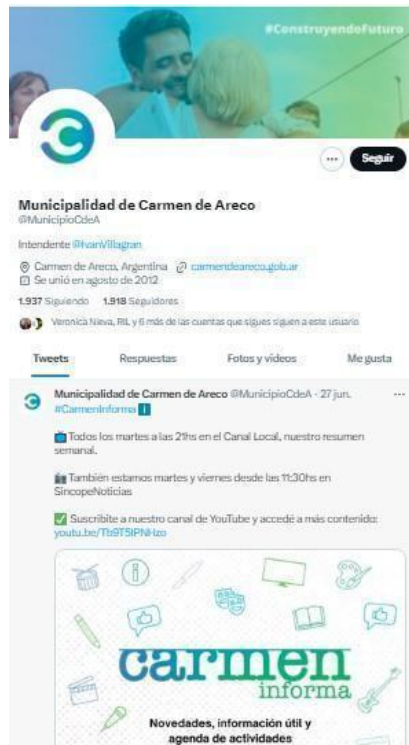 #ConstruyendoFuturo
Seguir
Municipalidad de Carmen de Areco
@MunicipioCdeA
Intendente @IvanVillagran
Carmen de Areco, Argentina carmendeareco.gob.ar
Se unió en agosto de 2012
1.937 Siguiendo 1.918 Seguidores
Veronica Nieva, RIL y 6 más de las cuentas que sigues siguen a este usuario
Tweets Respuestas Fotos y vídeos Me gusta
Municipalidad de Carmen de Areco @MunicipioCdeA · 27 jun.
#CarmenInforma
Todos los martes a las 21hs en el Canal Local, nuestro resumen
semanal.
También estamos martes y viernes desde las 11:30hs en
SincopeNoticias
Suscribite a nuestro canal de YouTube y accedé a más contenido:
carmen
informa
Novedades, información útil y
agenda de actividades